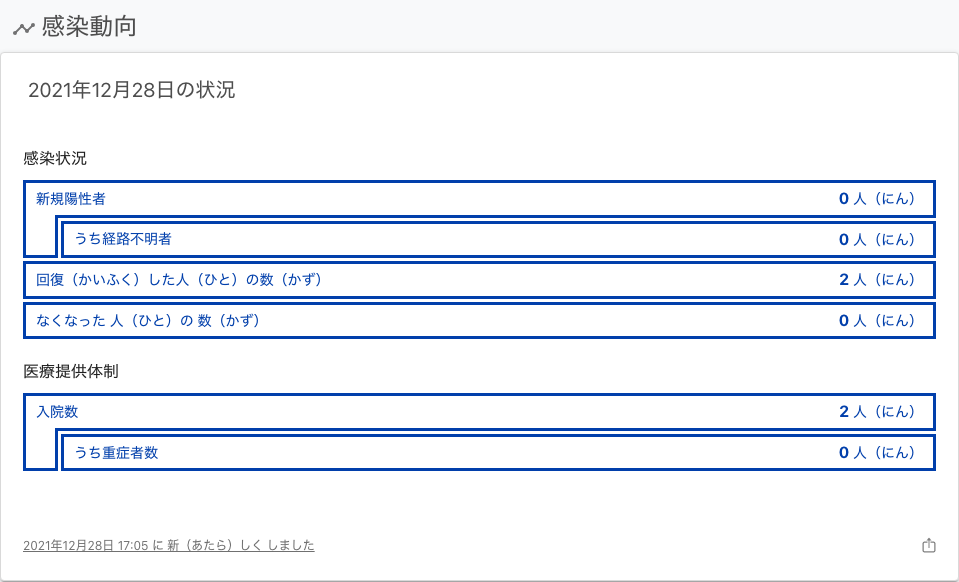 感染動向
2021年12月28日の状況
感染状況
新規陽性者 0 人（にん）
うち経路不明者 0 人（にん）
回復（かいふく）した人（ひと）の数（かず） 2 人（にん）
なくなった 人（ひと）の 数（かず） 0 人（にん）
医療提供体制
入院数 2 人（にん）
うち重症者数 0 人（にん）
2021年12月28日 17:05 に 新（あたら）しく しました